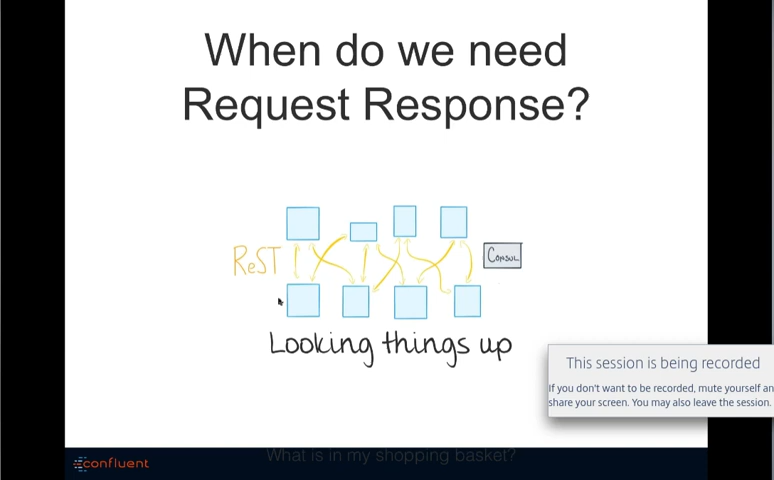 When do we need
Request Response?
ReST
Consul
Looking things up
This session is being recorded
If you don't want to be recorded, mute yourself an
share your screen. You may also leave the session.
What is in my shopping basket?
confluent